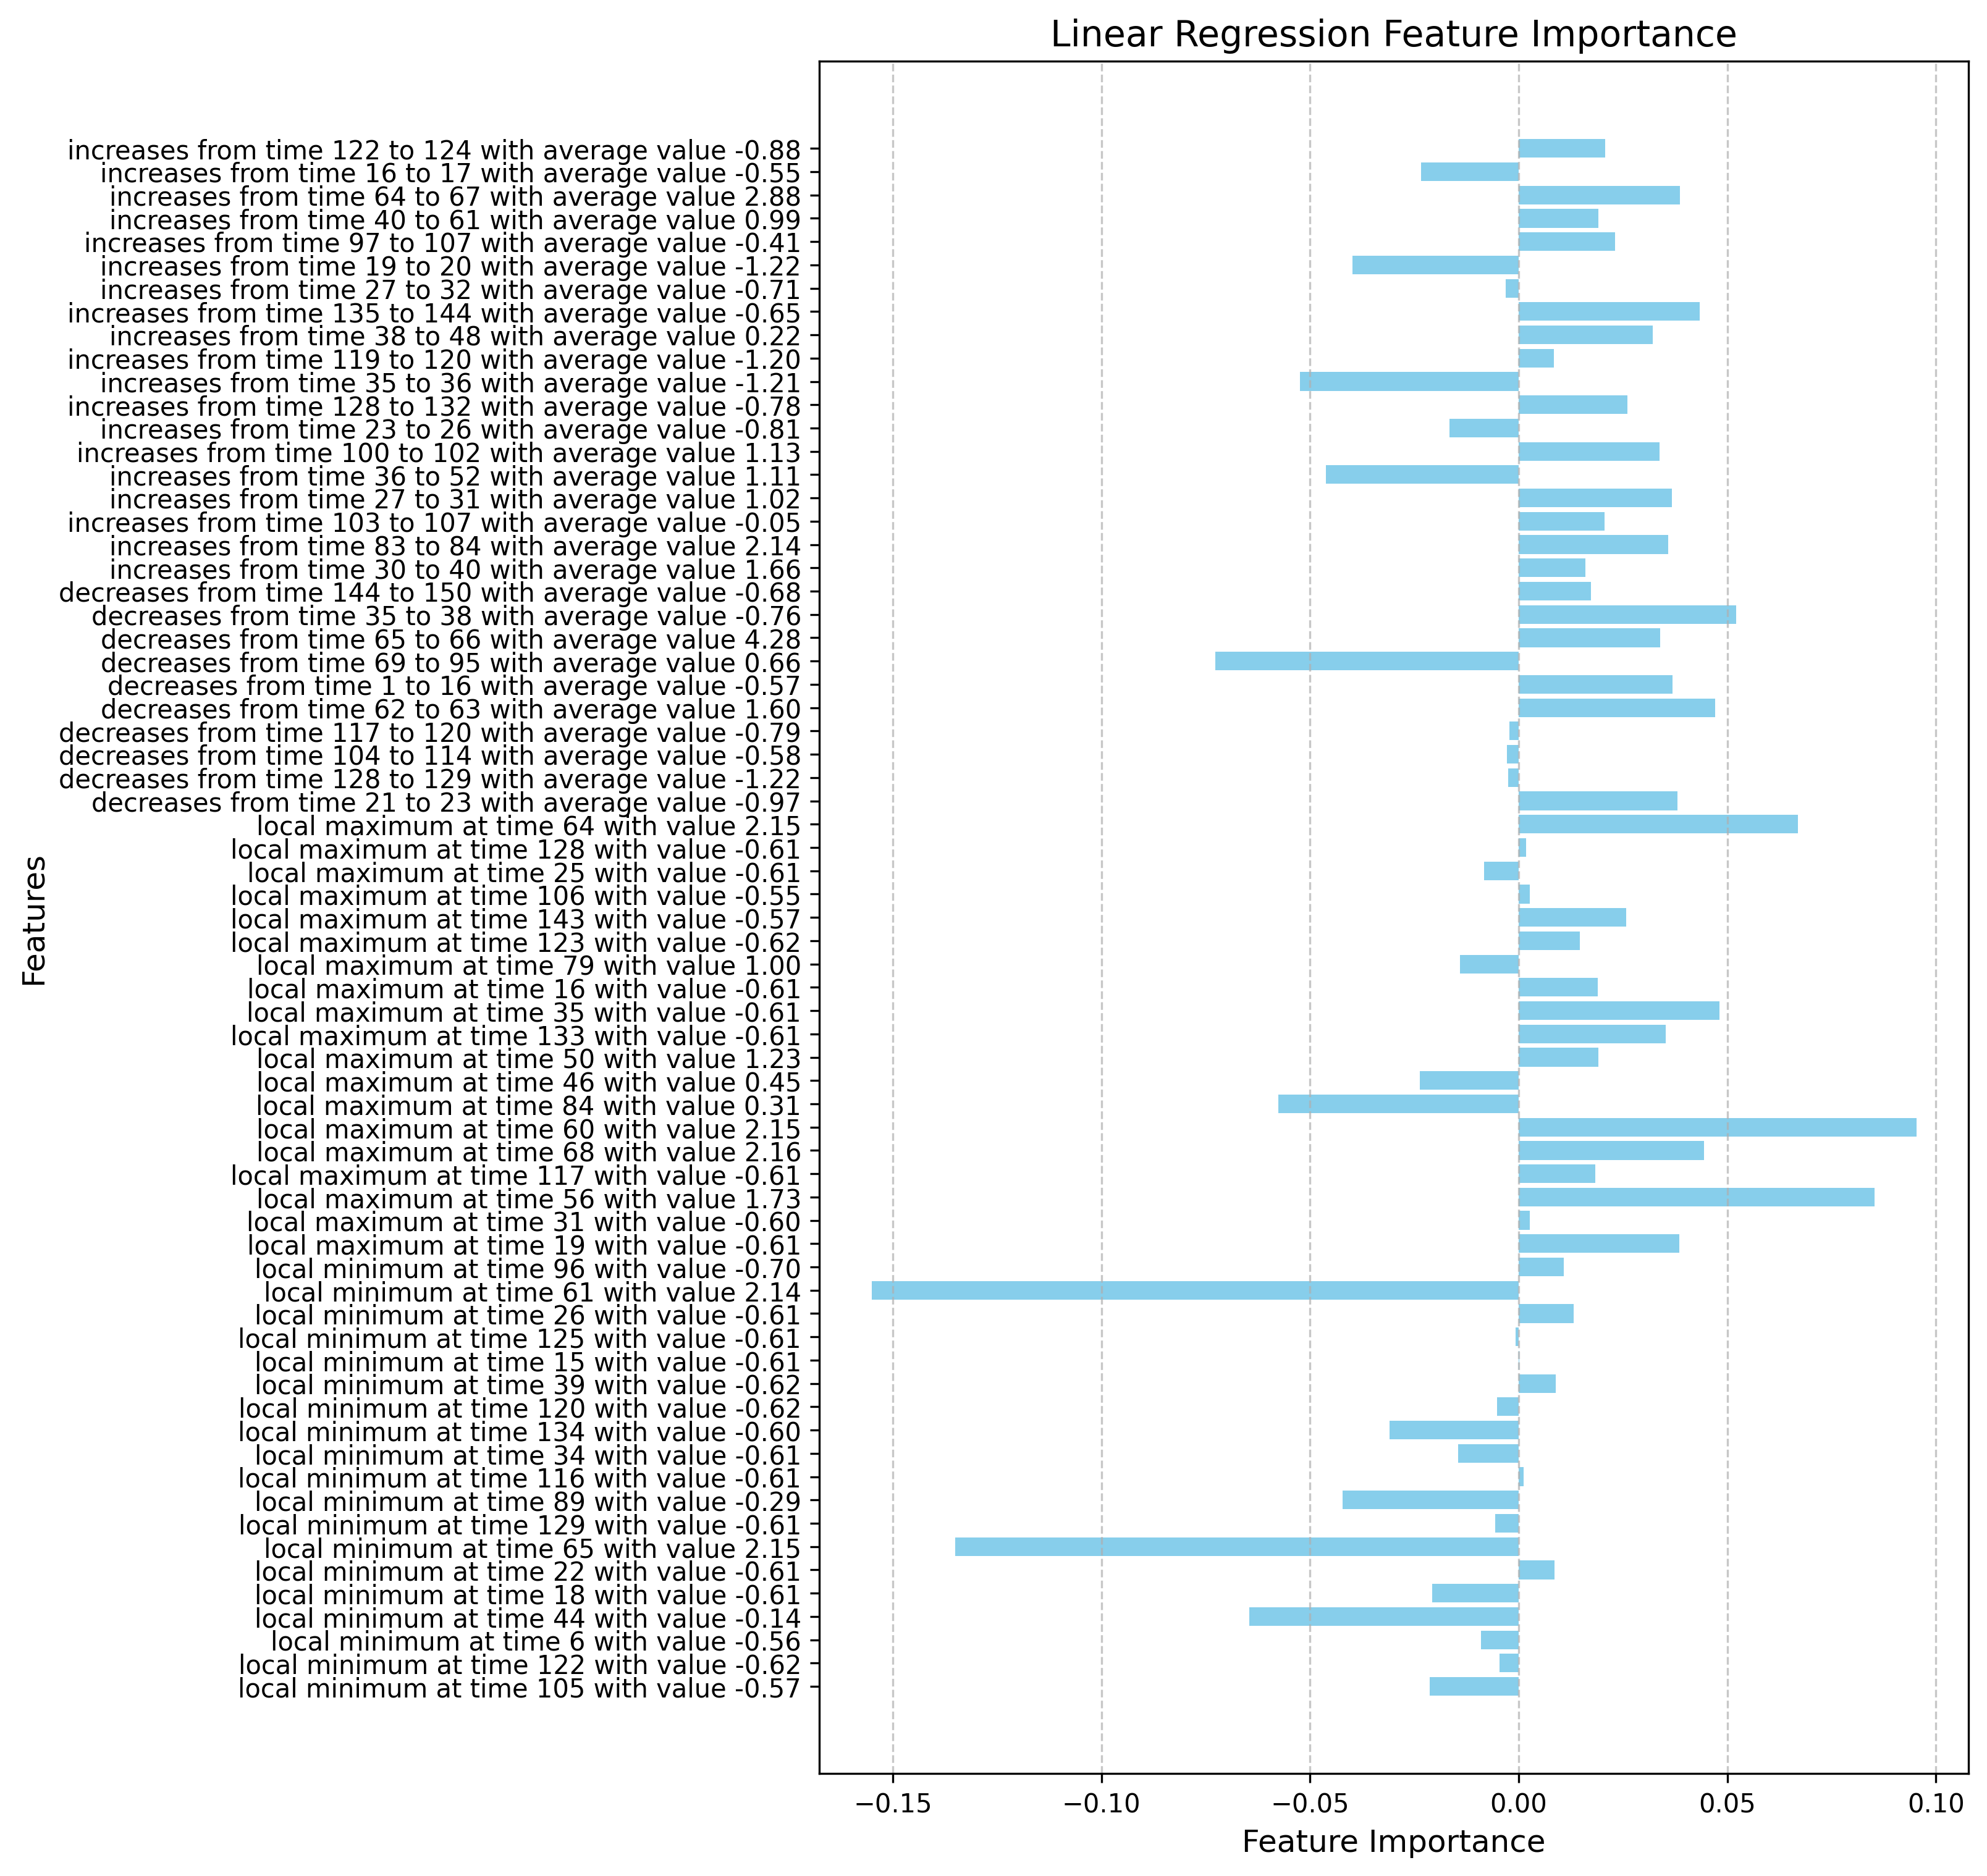 Linear Regression Feature Importance
increases from time 122 to 124 with average value -0.88
increases from time 16 to 17 with average value -0.55
increases from time 64 to 67 with average value 2.88
increases from time 40 to 61 with average value 0.99
increases from time 97 to 107 with average value -0.41
increases from time 19 to 20 with average value -1.22
increases from time 27 to 32 with average value -0.71
increases from time 135 to 144 with average value -0.65
increases from time 38 to 48 with average value 0.22
increases from time 119 to 120 with average value -1.20
increases from time 35 to 36 with average value -1.21
increases from time 128 to 132 with average value -0.78
increases from time 23 to 26 with average value -0.81
increases from time 100 to 102 with average value 1.13
increases from time 36 to 52 with average value 1.11
increases from time 27 to 31 with average value 1.02
increases from time 103 to 107 with average value -0.05
increases from time 83 to 84 with average value 2.14
increases from time 30 to 40 with average value 1.66
decreases from time 144 to 150 with average value -0.68
decreases from time 35 to 38 with average value -0.76
decreases from time 65 to 66 with average value 4.28
decreases from time 69 to 95 with average value 0.66
decreases from time 1 to 16 with average value -0.57
decreases from time 62 to 63 with average value 1.60
decreases from time 117 to 120 with average value -0.79
decreases from time 104 to 114 with average value -0.58
decreases from time 128 to 129 with average value -1.22
decreases from time 21 to 23 with average value -0.97
local maximum at time 64 with value 2.15
local maximum at time 128 with value -0.61
local maximum at time 25 with value -0.61
local maximum at time 106 with value -0.55
local maximum at time 143 with value -0.57
local maximum at time 123 with value -0.62
local maximum at time 79 with value 1.00
local maximum at time 16 with value -0.61
local maximum at time 35 with value -0.61
local maximum at time 133 with value -0.61
local maximum at time 50 with value 1.23
local maximum at time 46 with value 0.45
local maximum at time 84 with value 0.31
local maximum at time 60 with value 2.15
local maximum at time 68 with value 2.16
local maximum at time 117 with value -0.61
local maximum at time 56 with value 1.73
local maximum at time 31 with value -0.60
local maximum at time 19 with value -0.61
local minimum at time 96 with value -0.70
local minimum at time 61 with value 2.14
local minimum at time 26 with value -0.61
local minimum at time 125 with value -0.61
local minimum at time 15 with value -0.61
local minimum at time 39 with value -0.62
local minimum at time 120 with value -0.62
local minimum at time 134 with value -0.60
local minimum at time 34 with value -0.61
local minimum at time 116 with value -0.61
local minimum at time 89 with value -0.29
local minimum at time 129 with value -0.61
local minimum at time 65 with value 2.15
local minimum at time 22 with value -0.61
local minimum at time 18 with value -0.61
local minimum at time 44 with value -0.14
local minimum at time 6 with value -0.56
local minimum at time 122 with value -0.62
local minimum at time 105 with value -0.57
Features
−0.15 −0.10 −0.05 0.00 0.05 0.10
Feature Importance